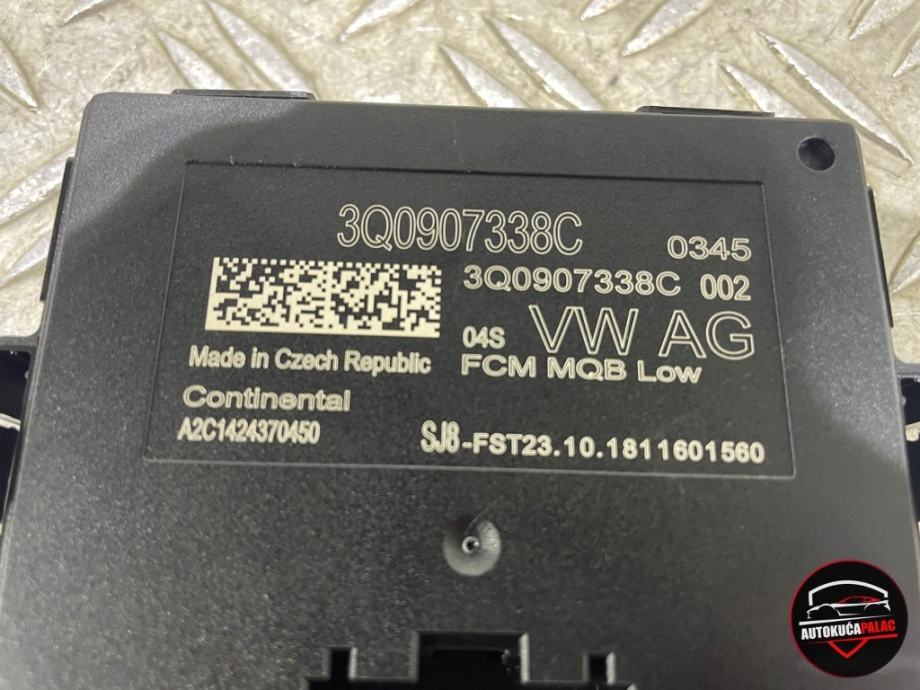 3Q0907338C
0345
3Q0907338C 002
04S VW AG
Made in Czech Republic
FCM MQB Low
Continental
A2C1424370450
SJ8-FST23.10.1811601560
AUTOKUĆAPALAC